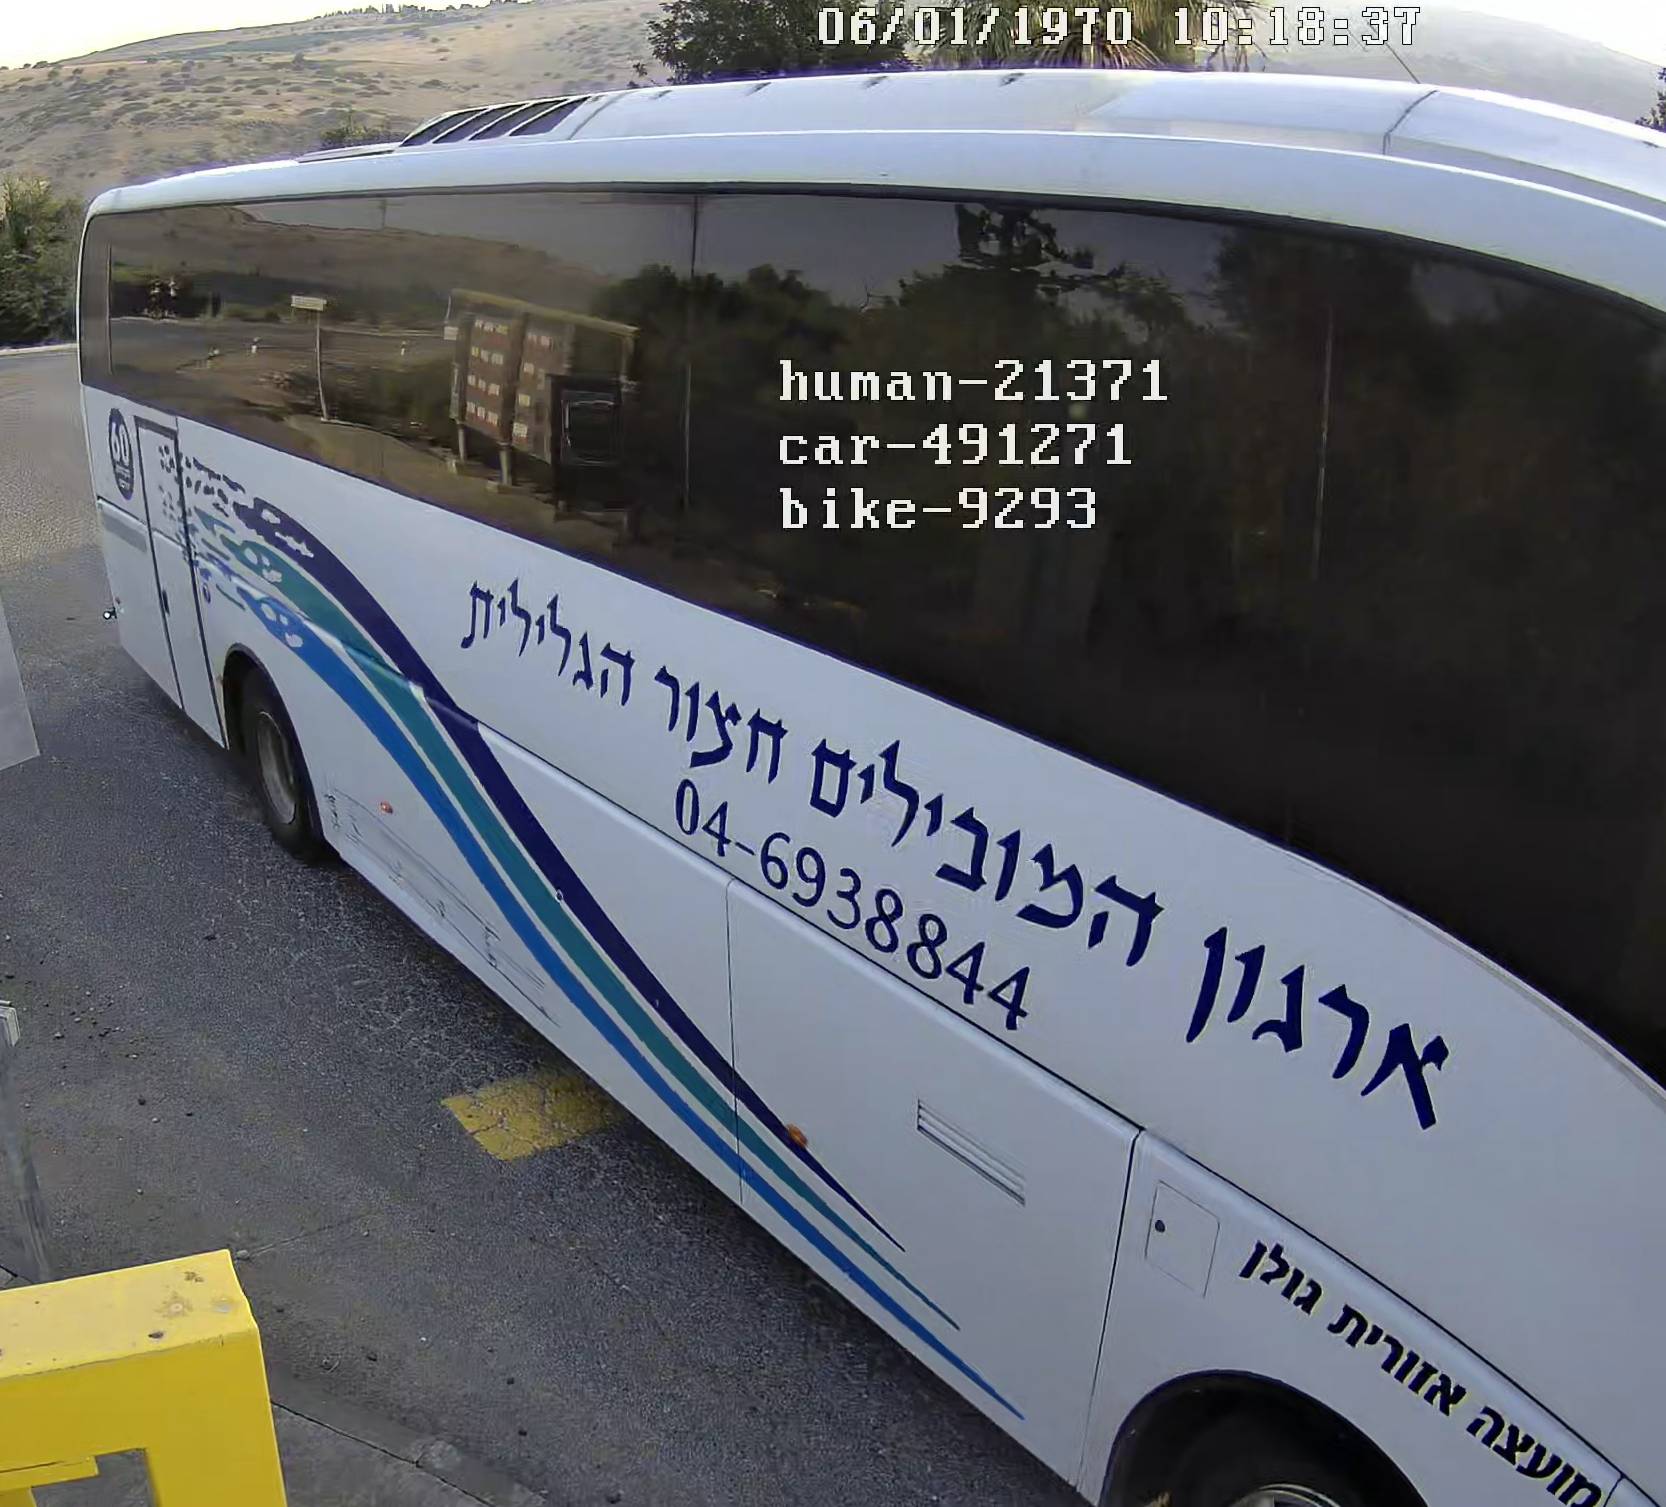 06/01/1970 10:18:37
human-21371
car-491271
bike-9293
60
ארגון המובילים חצור הגלילית
04-6938844
מועצה אזורית גולן